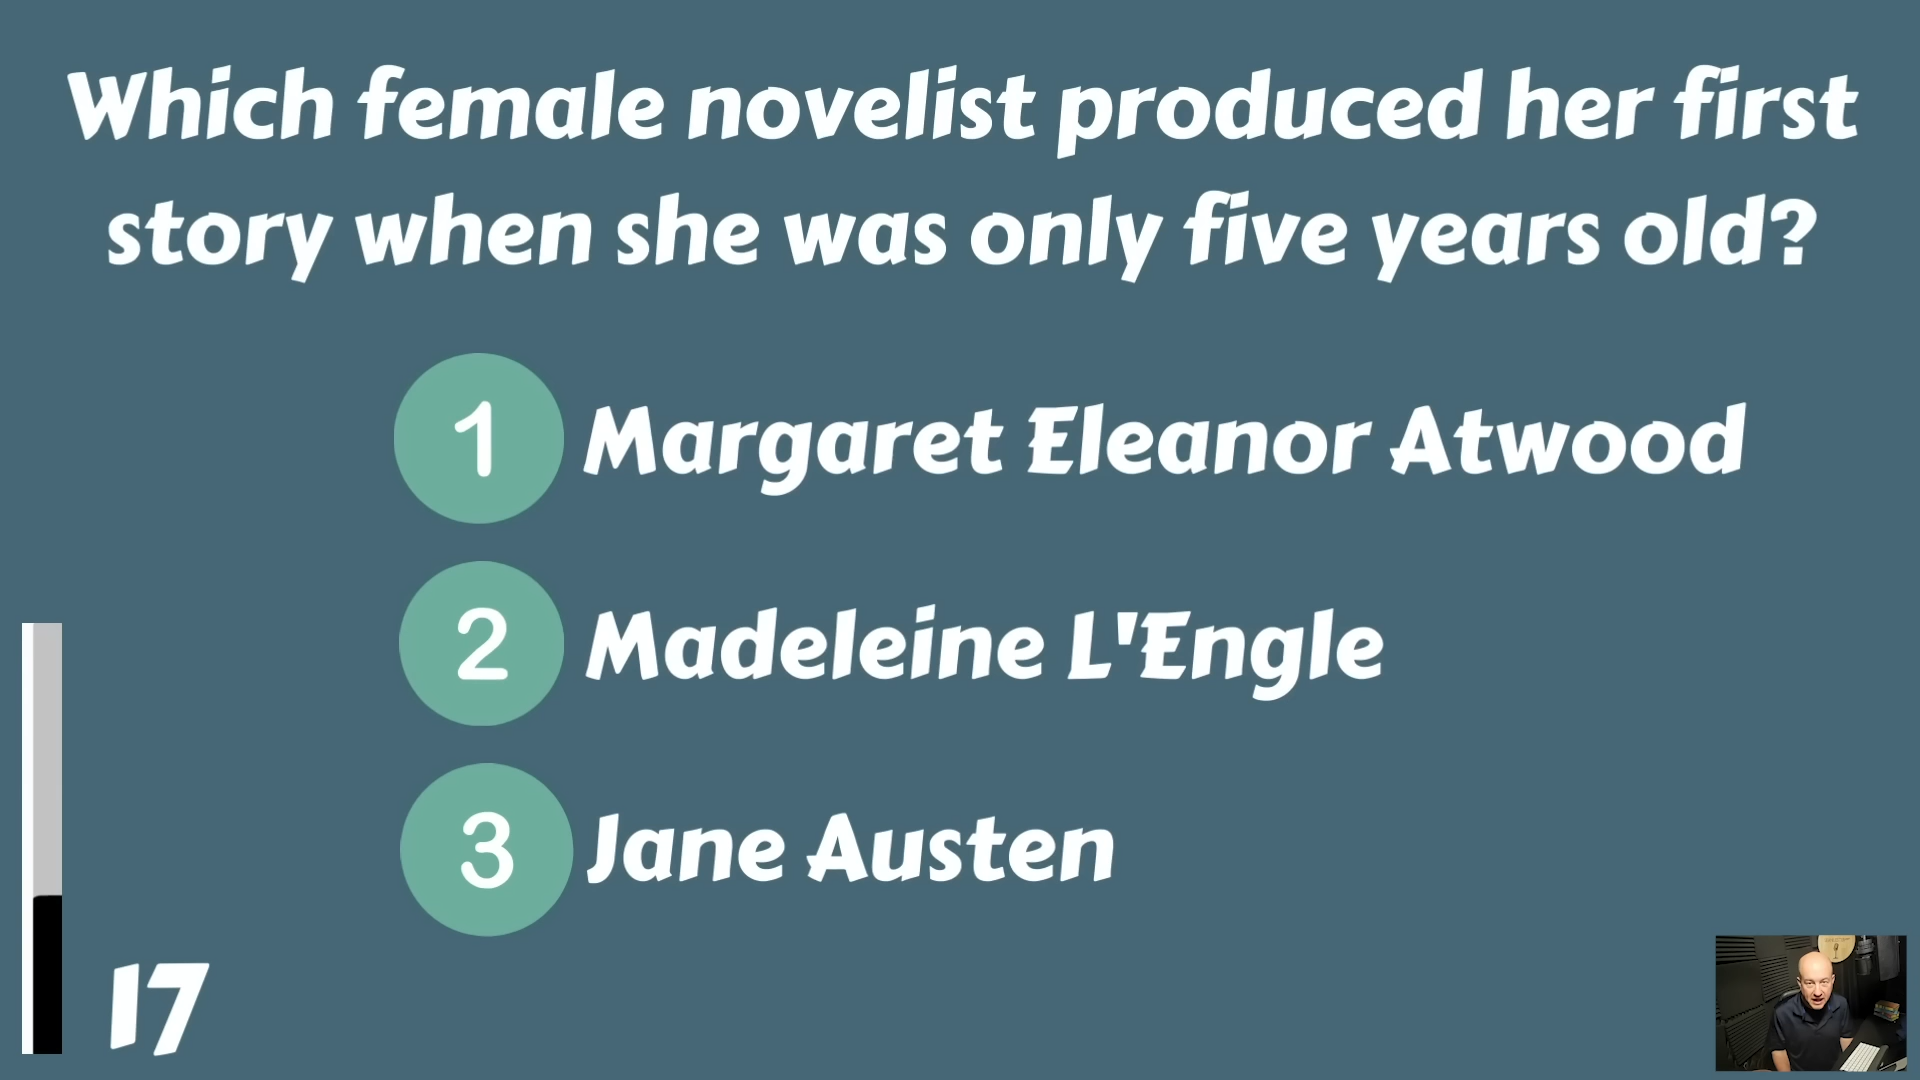 Which female novelist produced her first
story when she was only five years old?
1 Margaret Eleanor Atwood
2 Madeleine L'Engle
3 Jane Austen
17